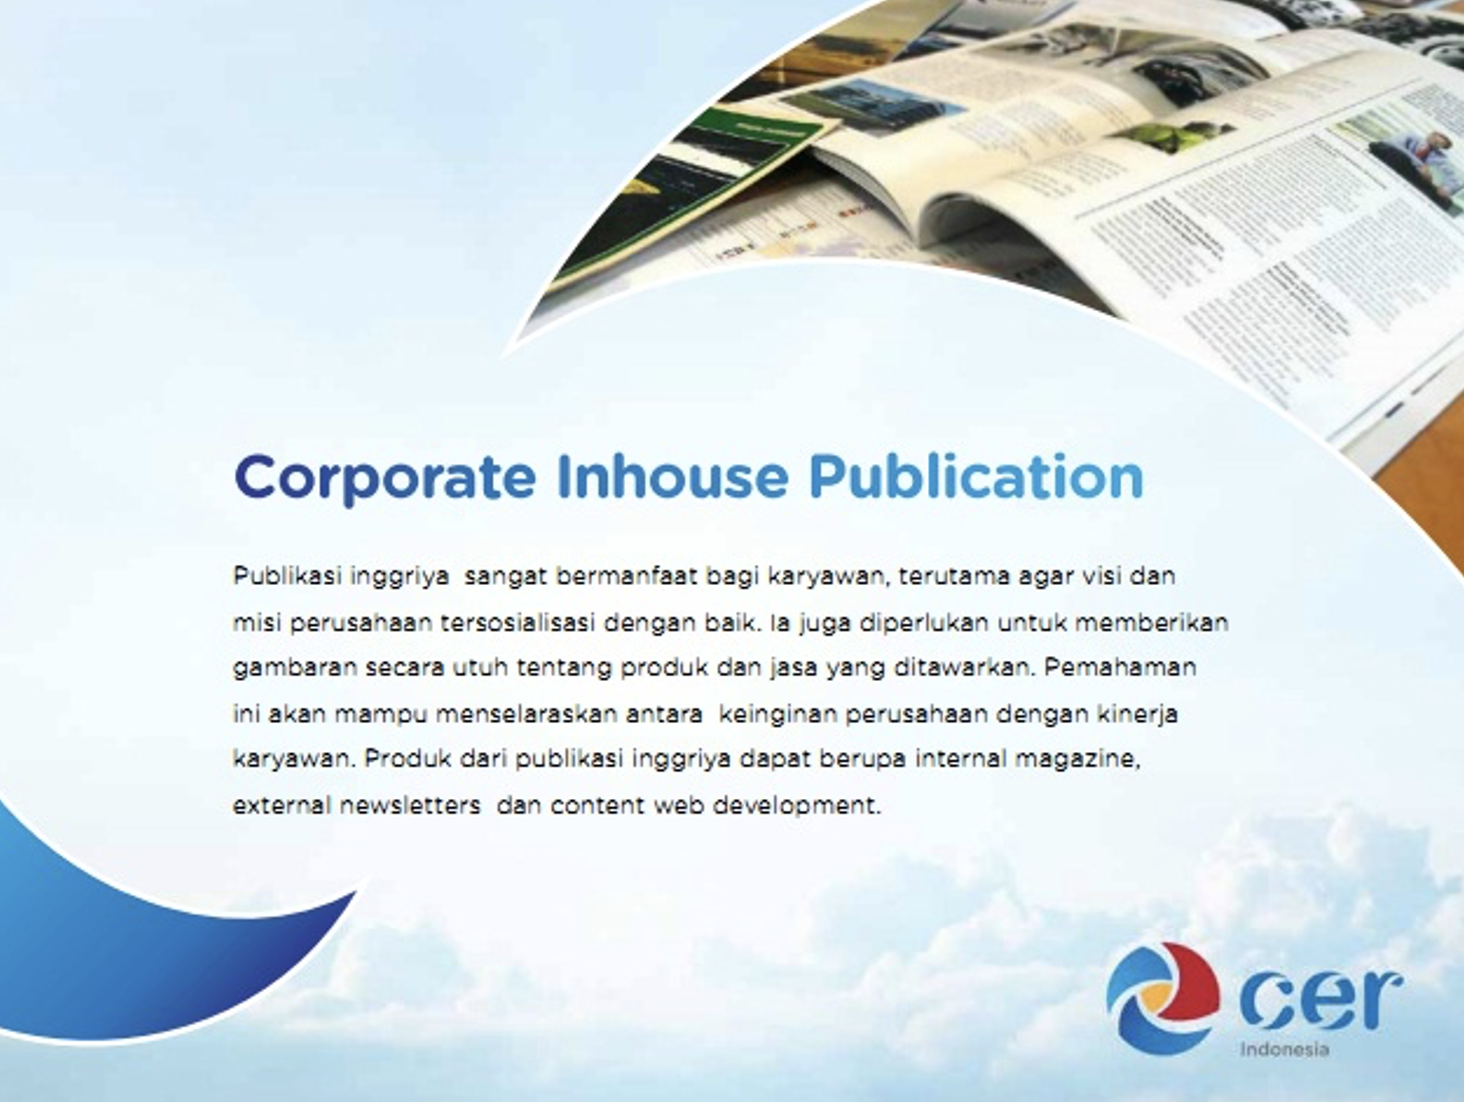 Corporate Inhouse Publication
Publikasi inggriya sangat bermanfaat bagi karyawan, terutama agar visi dan
misi perusahaan tersosialisasi dengan baik. Ia juga diperlukan untuk memberikan
gambaran secara utuh tentang produk dan jasa yang ditawarkan. Pemahaman
ini akan mampu menselaraskan antara keinginan perusahaan dengan kinerja
karyawan. Produk dari publikasi inggriya dapat berupa internal magazine,
external newsletters dan content web development.
cer
Indonesia